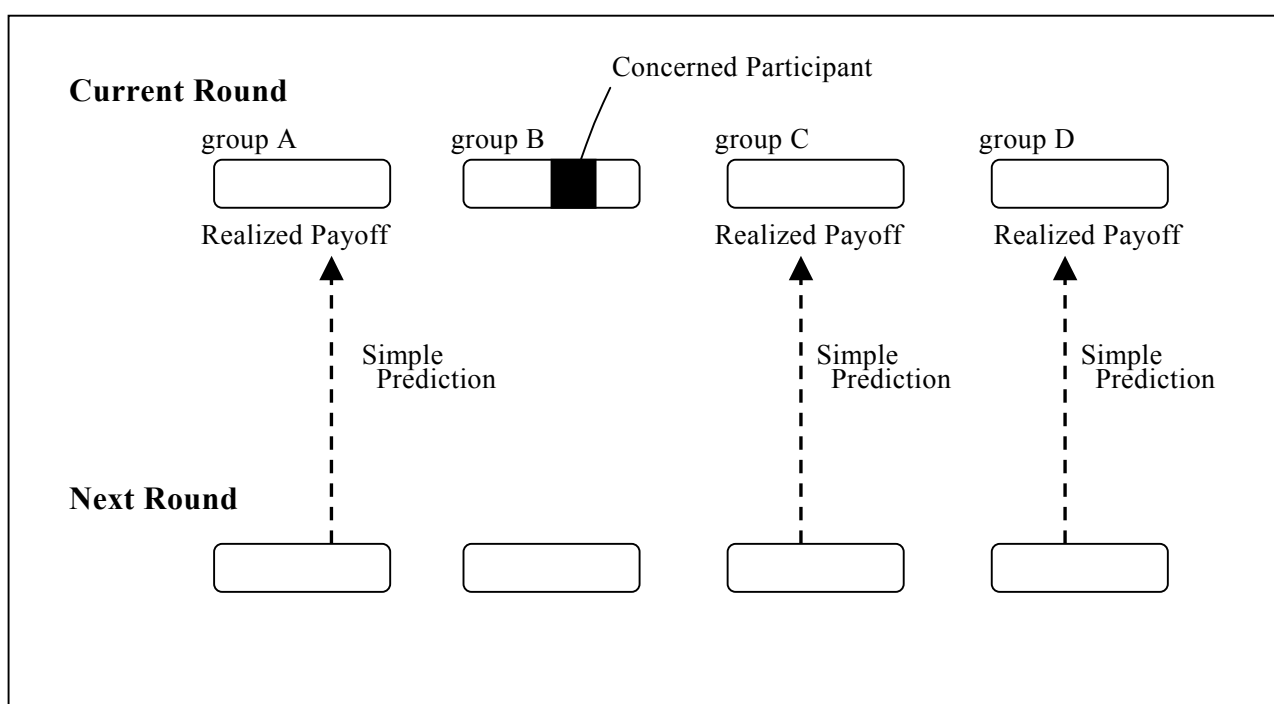 Concerned Participant
Current Round
group A
group B
group C
group D
Realized Payoff
Realized Payoff
Realized Payoff
Simple
Prediction
Simple
Prediction
Simple
Prediction
Next Round